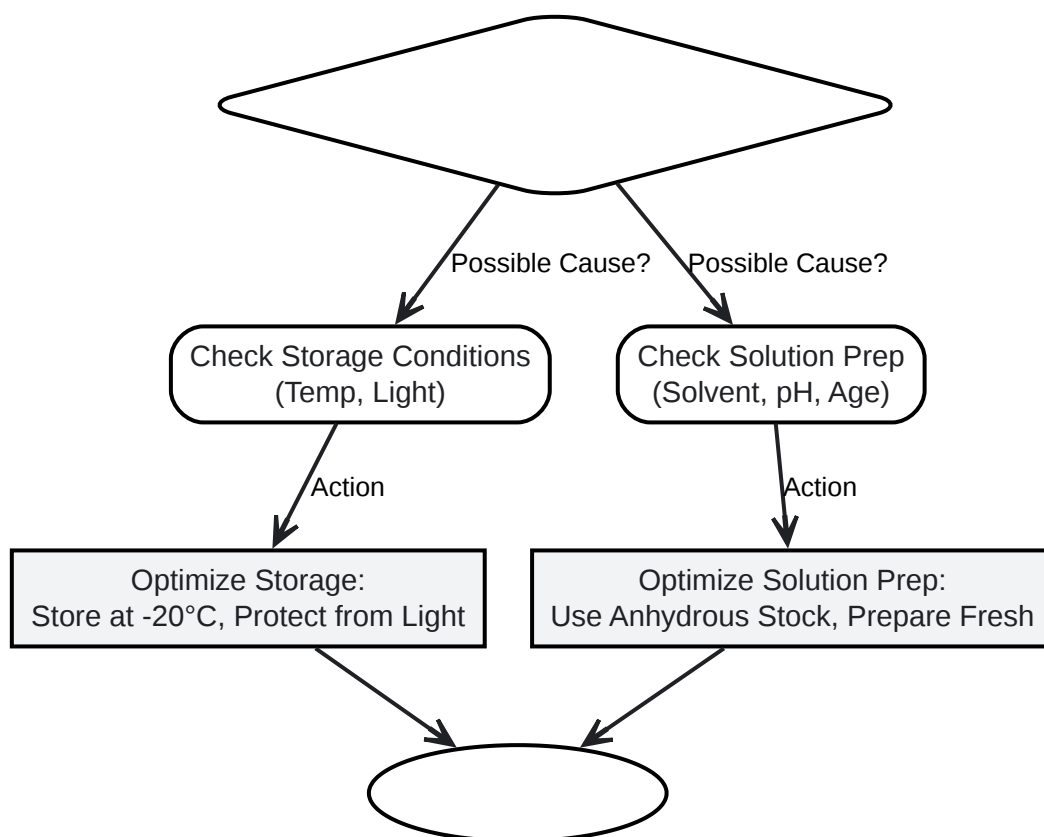 Possible Cause?
Possible Cause?
Check Storage Conditions
(Temp, Light)
Check Solution Prep
(Solvent, pH, Age)
Action
Action
Optimize Storage:
Store at -20°C, Protect from Light
Optimize Solution Prep:
Use Anhydrous Stock, Prepare Fresh